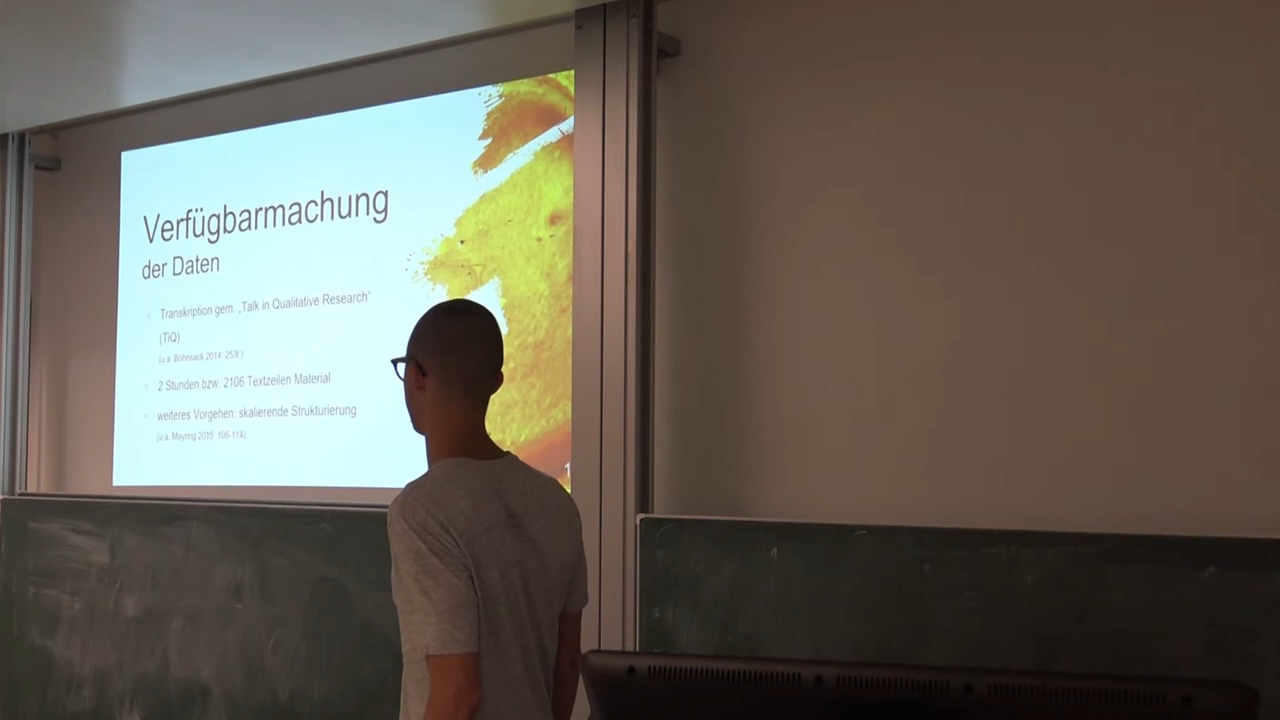 Verfügbarmachung
der Daten
Transkription gem. „Talk in Qualitative Research"
(TiQ)
(u.a. Bohnsack 2014: 253f.)
2 Stunden bzw. 2106 Textzeilen Material
weiteres Vorgehen: skalierende Strukturierung
(u.a. Mayring 2015: 106-114)